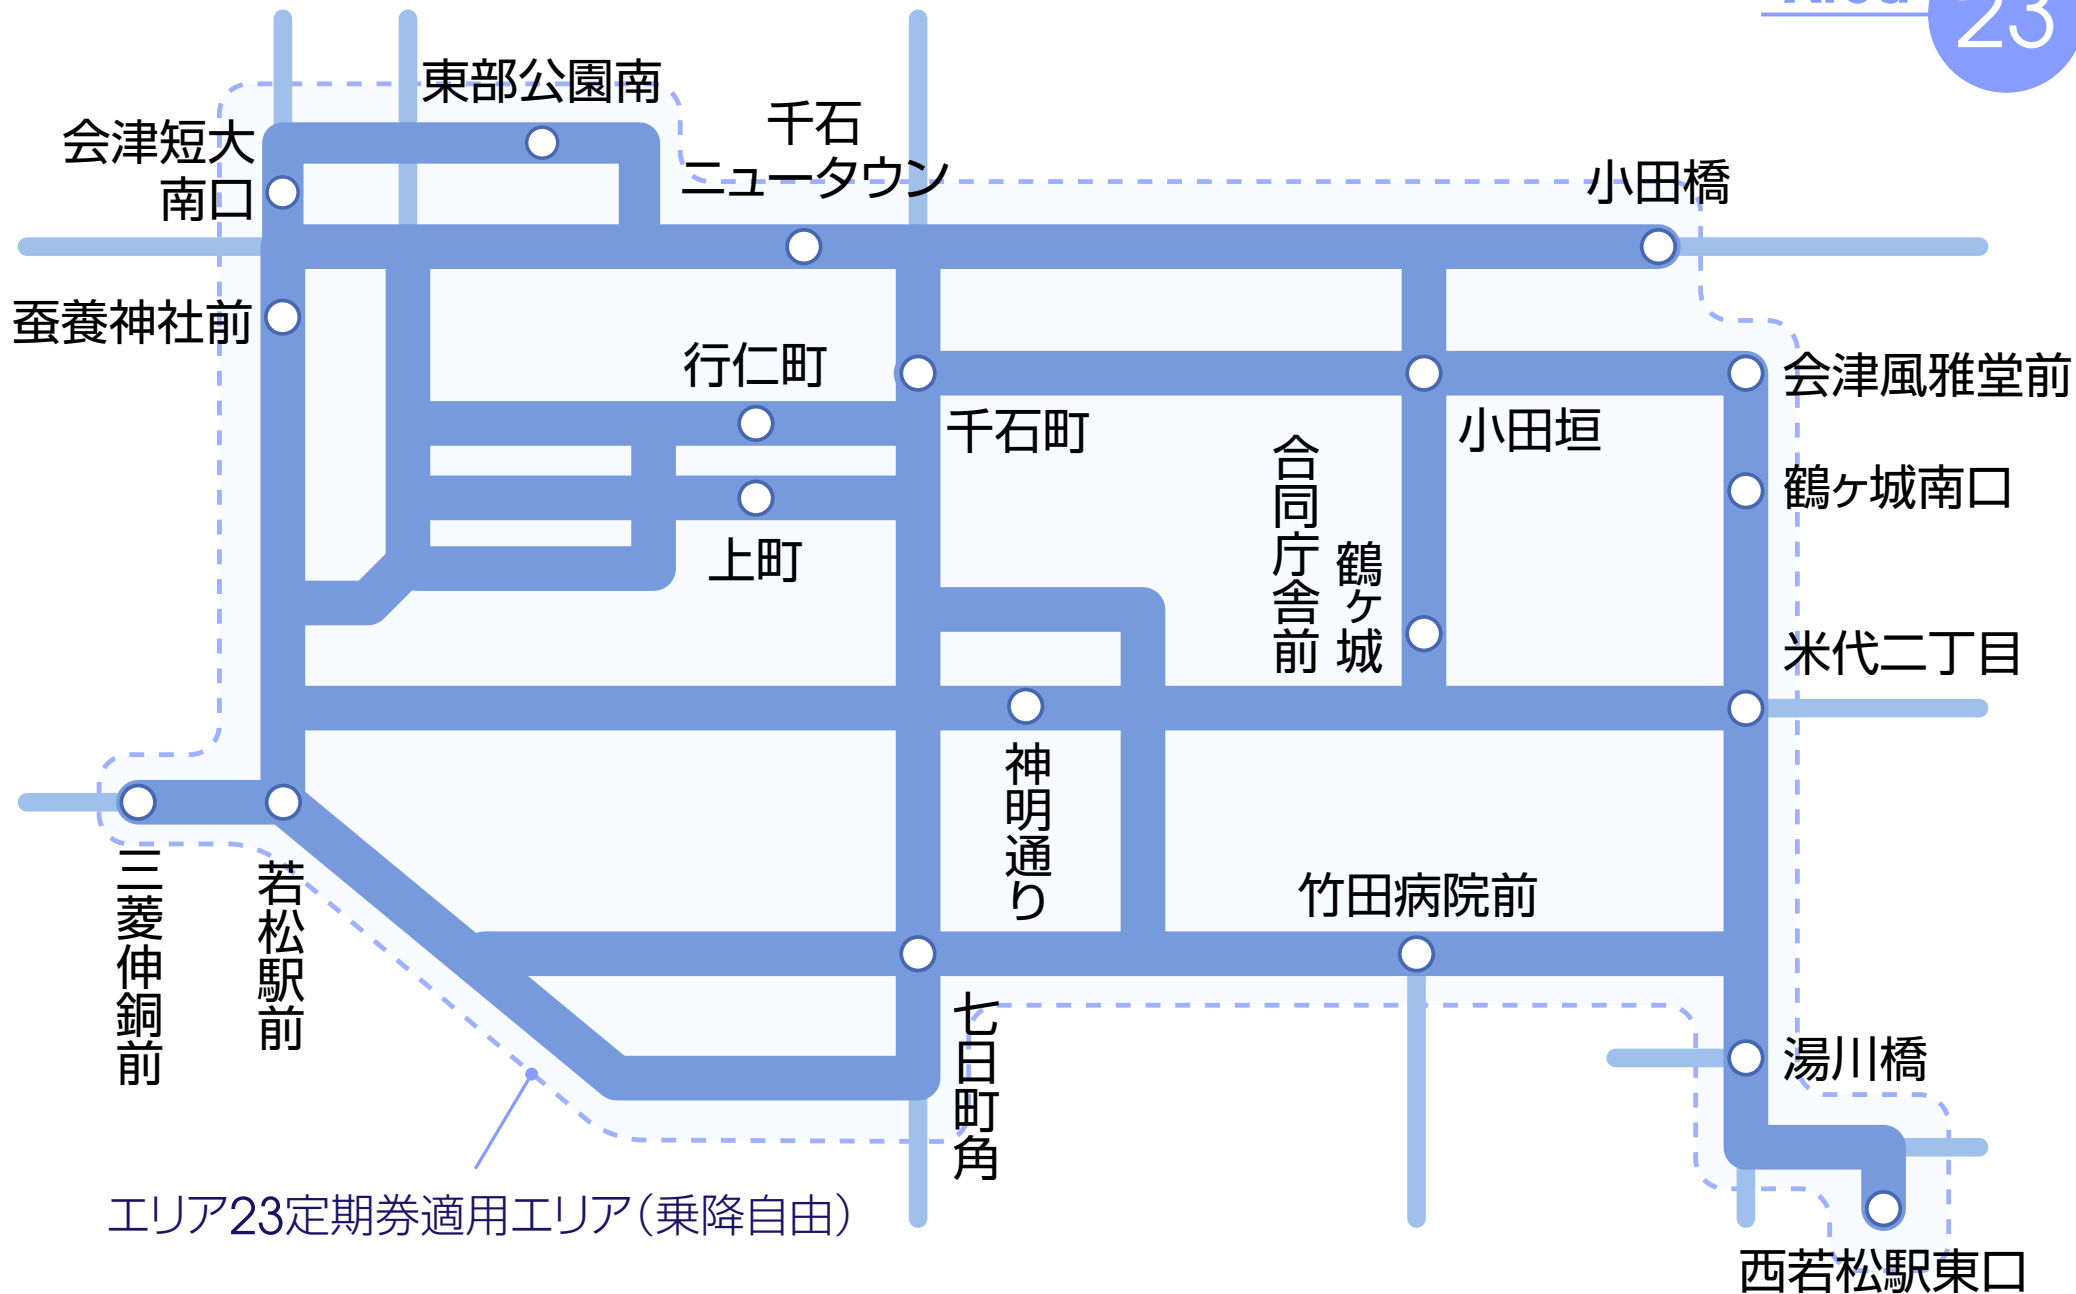 23
東部公園南
会津短大
南口
千石
ニュータウン
小田橋
蚕養神社前
行仁町
千石町
上町
合同庁舎前
鶴ヶ城
小田垣
会津風雅堂前
鶴ヶ城南口
米代二丁目
神明通り
竹田病院前
三菱伸銅前
若松駅前
七日町角
湯川橋
西若松駅東口
エリア23定期券適用エリア（乗降自由）